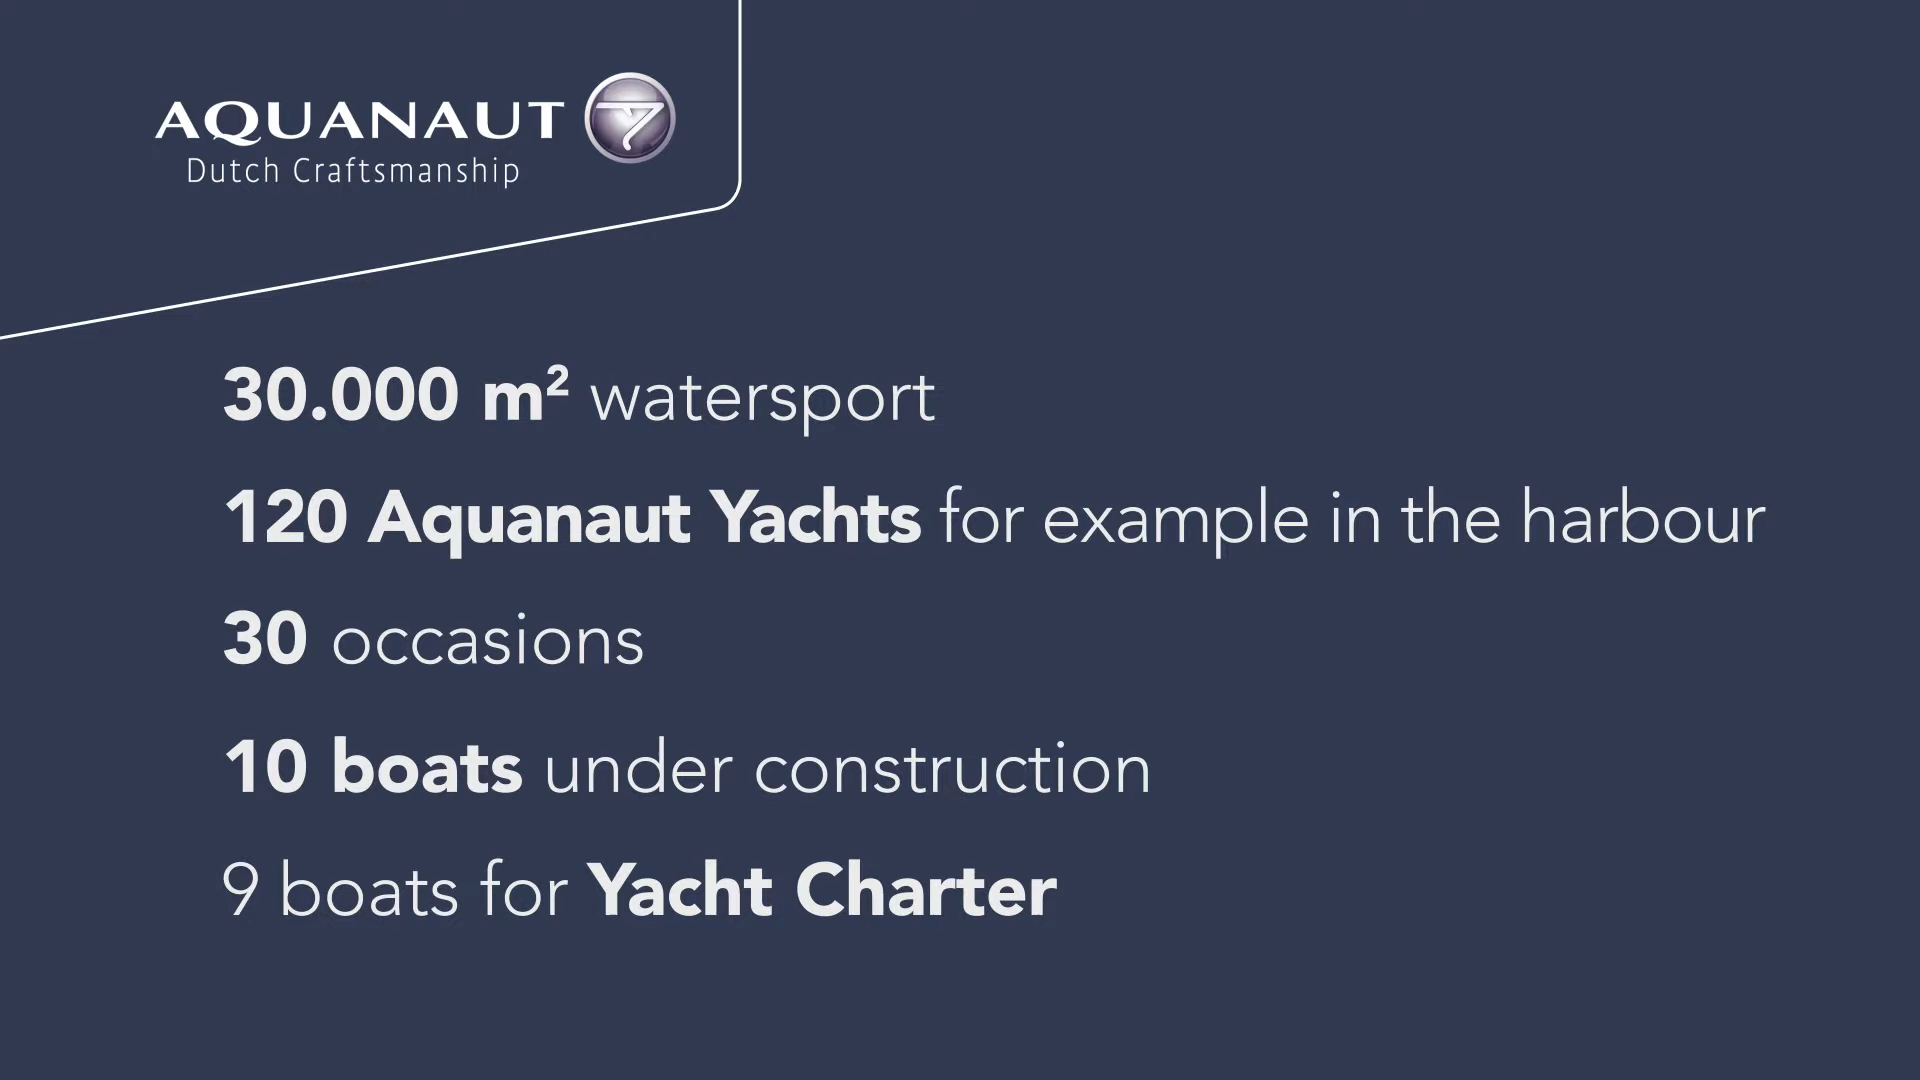 AQUANAUT
Dutch Craftsmanship
30.000 m² watersport
120 Aquanaut Yachts for example in the harbour
30 occasions
10 boats under construction
9 boats for Yacht Charter